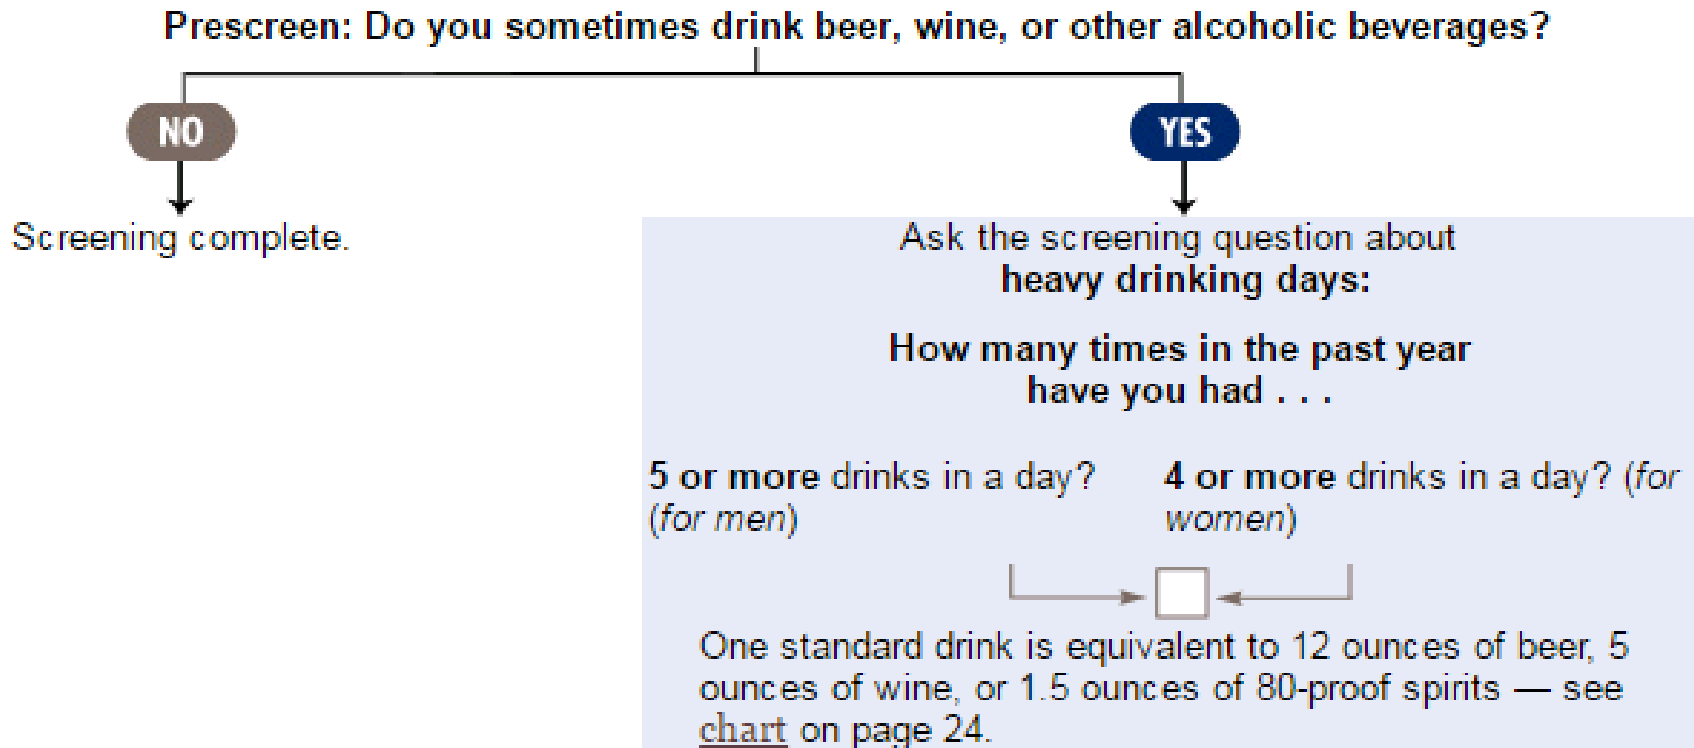 Prescreen: Do you sometimes drink beer, wine, or other alcoholic beverages?
NO
YES
Screening complete.
Ask the screening question about
heavy drinking days:
How many times in the past year
have you had . . .
5 or more drinks in a day?
(for men)
4 or more drinks in a day? (for
women)
One standard drink is equivalent to 12 ounces of beer, 5
ounces of wine, or 1.5 ounces of 80-proof spirits — see
chart on page 24.